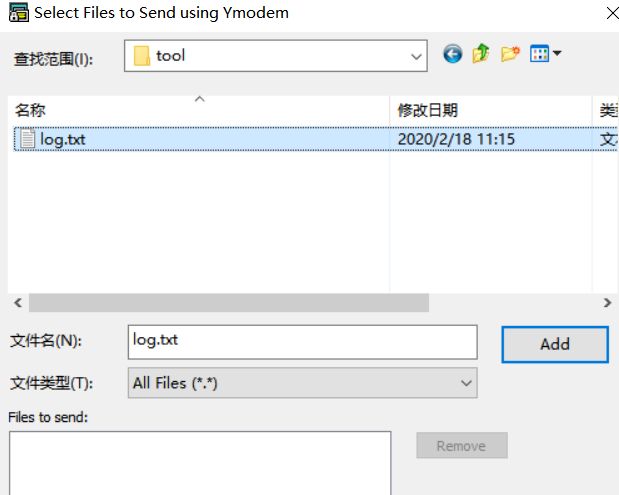 Select Files to Send using Ymodem
查找范围(I):
tool
名称
修改日期
log.txt
2020/2/18 11:15
文
文件名(N):
log.txt
Add
文件类型(T):
All Files (*.*)
Files to send:
Remove